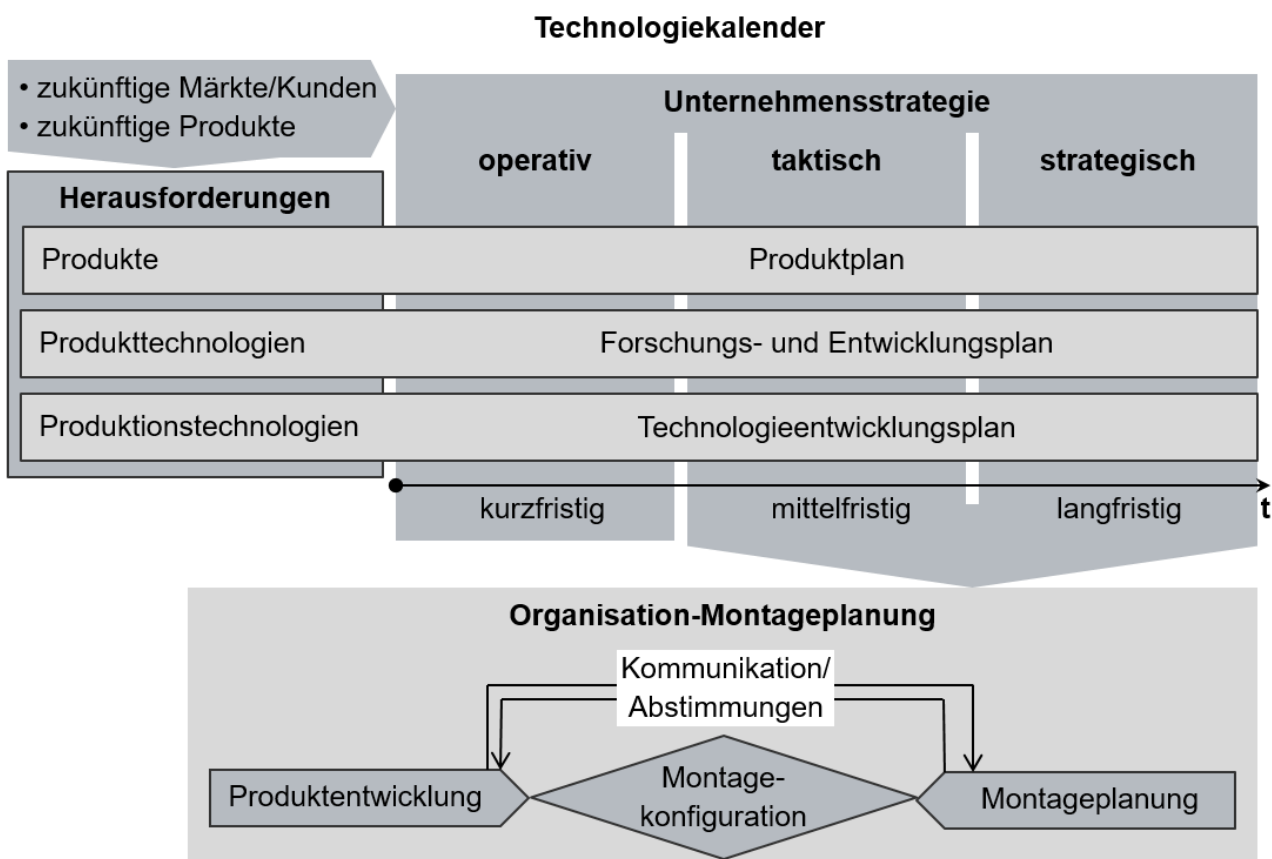 Technologiekalender
• zukünftige Märkte/Kunden
• zukünftige Produkte
Unternehmensstrategie
operativ
taktisch
strategisch
Herausforderungen
Produkte
Produktplan
Produkttechnologien
Forschungs- und Entwicklungsplan
Produktionstechnologien
Technologieentwicklungsplan
kurzfristig
mittelfristig
langfristig
t
Organisation-Montageplanung
Kommunikation/
Abstimmungen
Produktentwicklung
Montage-
konfiguration
Montageplanung